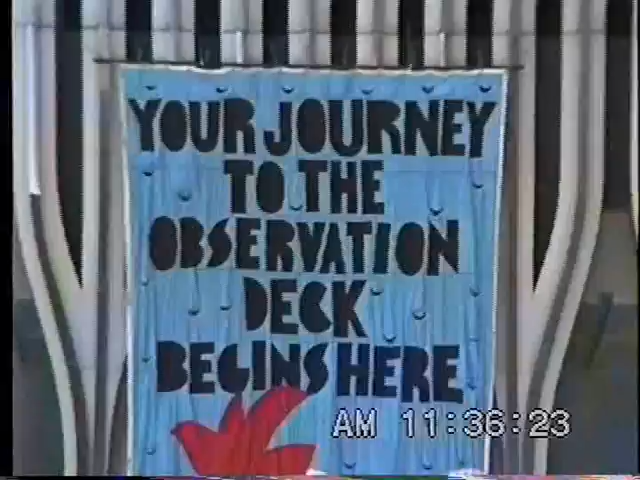 YOUR JOURNEY
TO THE
OBSERVATION
DECK
BEGINS HERE
AM 11:36:23